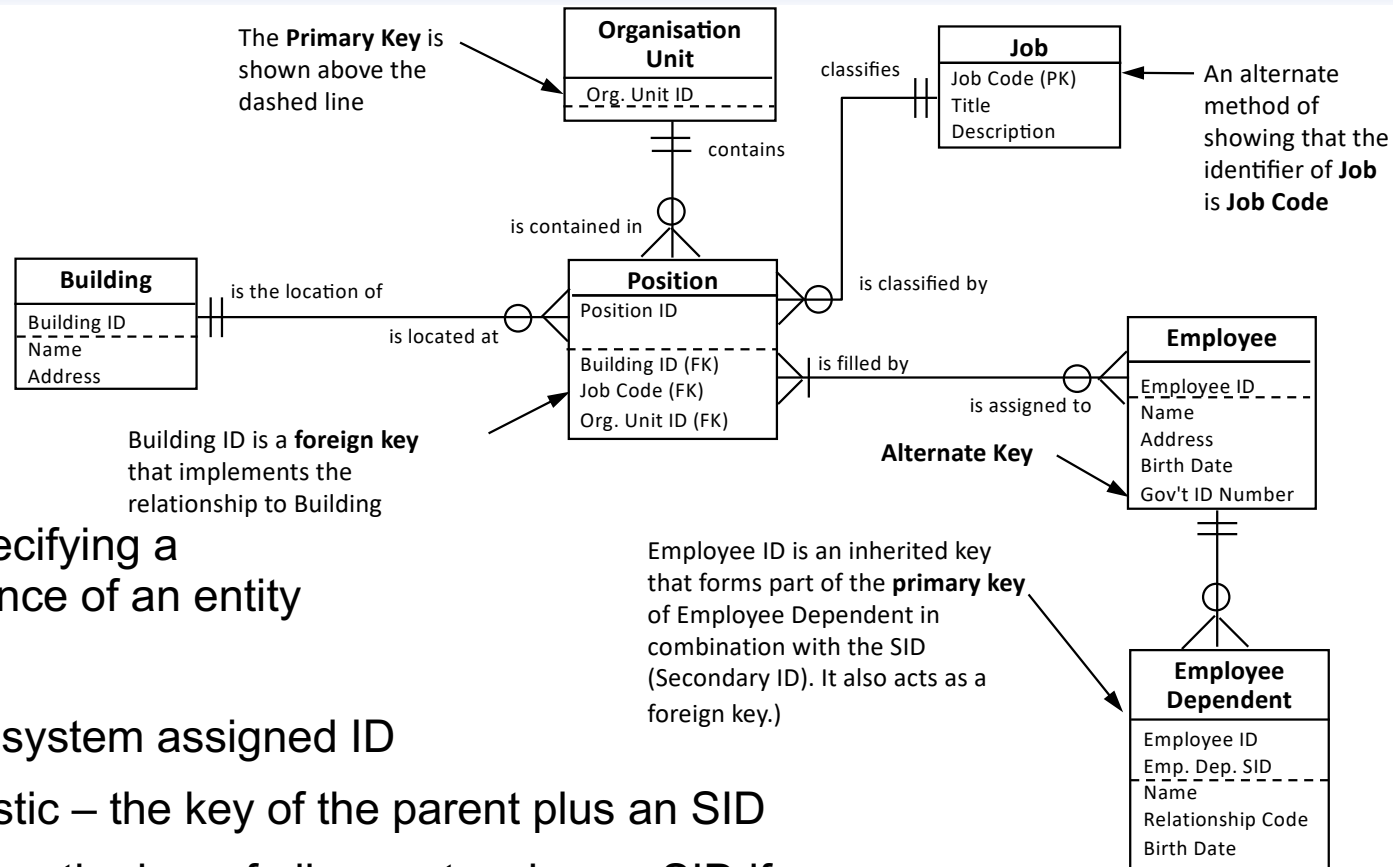 The Primary Key is
shown above the
dashed line
Organisation
Unit
Org. Unit ID
classifies
Job
Job Code (PK)
Title
Description
An alternate
method of
showing that the
identifier of Job
is Job Code
contains
is contained in
Building
Building ID
Name
Address
is the location of
is located at
Position
Position ID
Building ID (FK)
Job Code (FK)
Org. Unit ID (FK)
is classified by
is filled by
is assigned to
Employee
Employee ID
Name
Address
Birth Date
Gov't ID Number
Alternate Key
Building ID is a foreign key
that implements the
relationship to Building
ecifying a
nce of an entity
Employee ID is an inherited key
that forms part of the primary key
of Employee Dependent in
combination with the SID
(Secondary ID). It also acts as a
foreign key.)
Employee
Dependent
Employee ID
Emp. Dep. SID
Name
Relationship Code
Birth Date
system assigned ID
stic – the key of the parent plus an SID